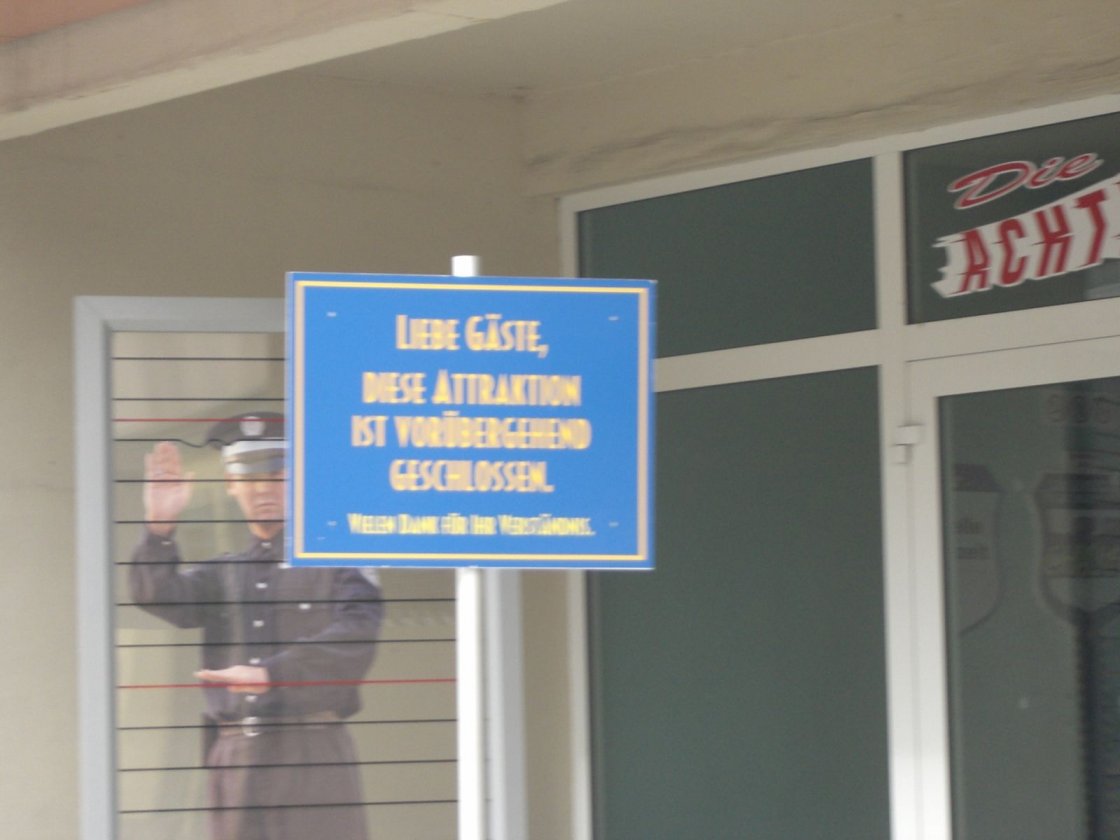 Liebe Gäste,
diese Attraktion
ist vorübergehend
geschlossen.
Vielen Dank für Ihr Verständnis.
Die
ACHT